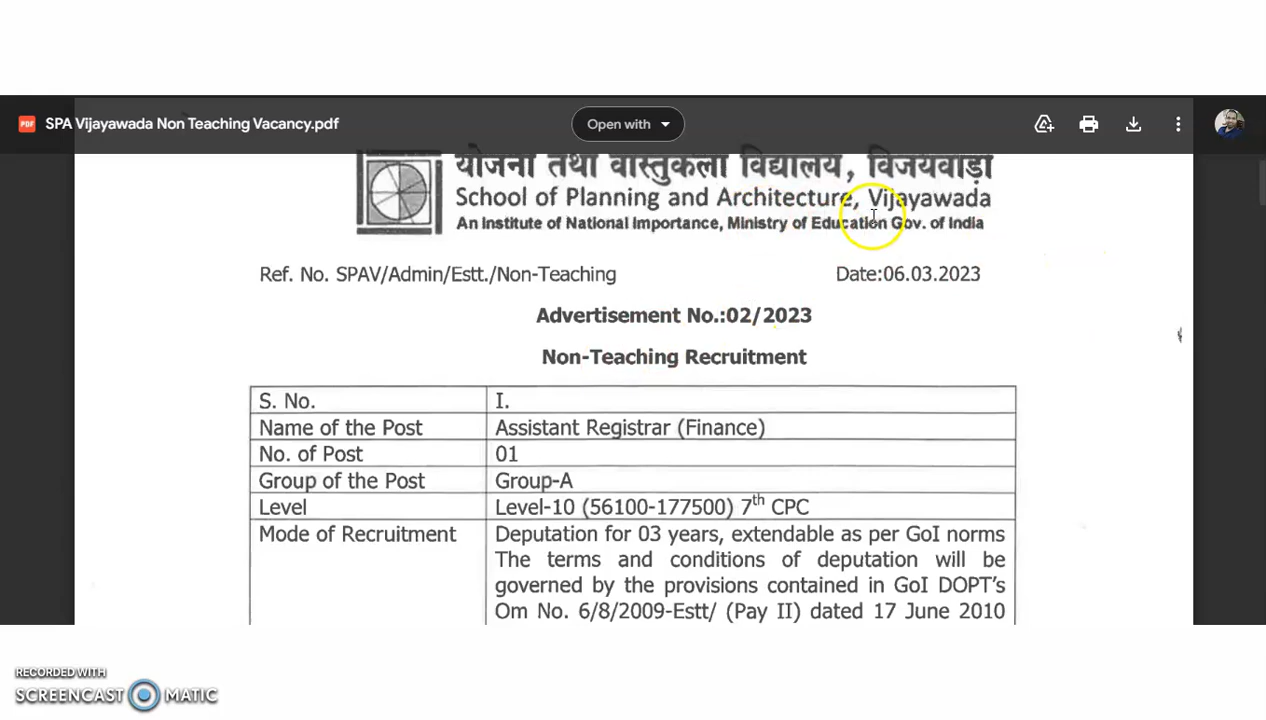 PDF SPA Vijayawada Non Teaching Vacancy.pdf
Open with
योजना तथा वास्तुकला विद्यालय, विजयवाड़ा
School of Planning and Architecture, Vijayawada
An Institute of National Importance, Ministry of Education Gov. of India
Ref. No. SPAV/Admin/Estt./Non-Teaching Date:06.03.2023
Advertisement No.:02/2023
Non-Teaching Recruitment
S. No. I.
Name of the Post Assistant Registrar (Finance)
No. of Post 01
Group of the Post Group-A
Level Level-10 (56100-177500) 7th CPC
Mode of Recruitment Deputation for 03 years, extendable as per GoI norms
The terms and conditions of deputation will be
governed by the provisions contained in GoI DOPT's
Om No. 6/8/2009-Estt/ (Pay II) dated 17 June 2010
RECORDED WITH
SCREENCAST MATIC